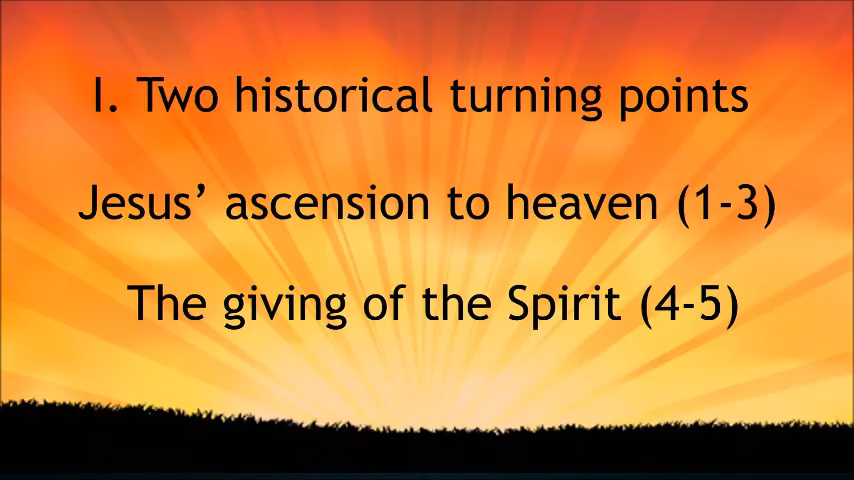 I. Two historical turning points
Jesus’ ascension to heaven (1-3)
The giving of the Spirit (4-5)